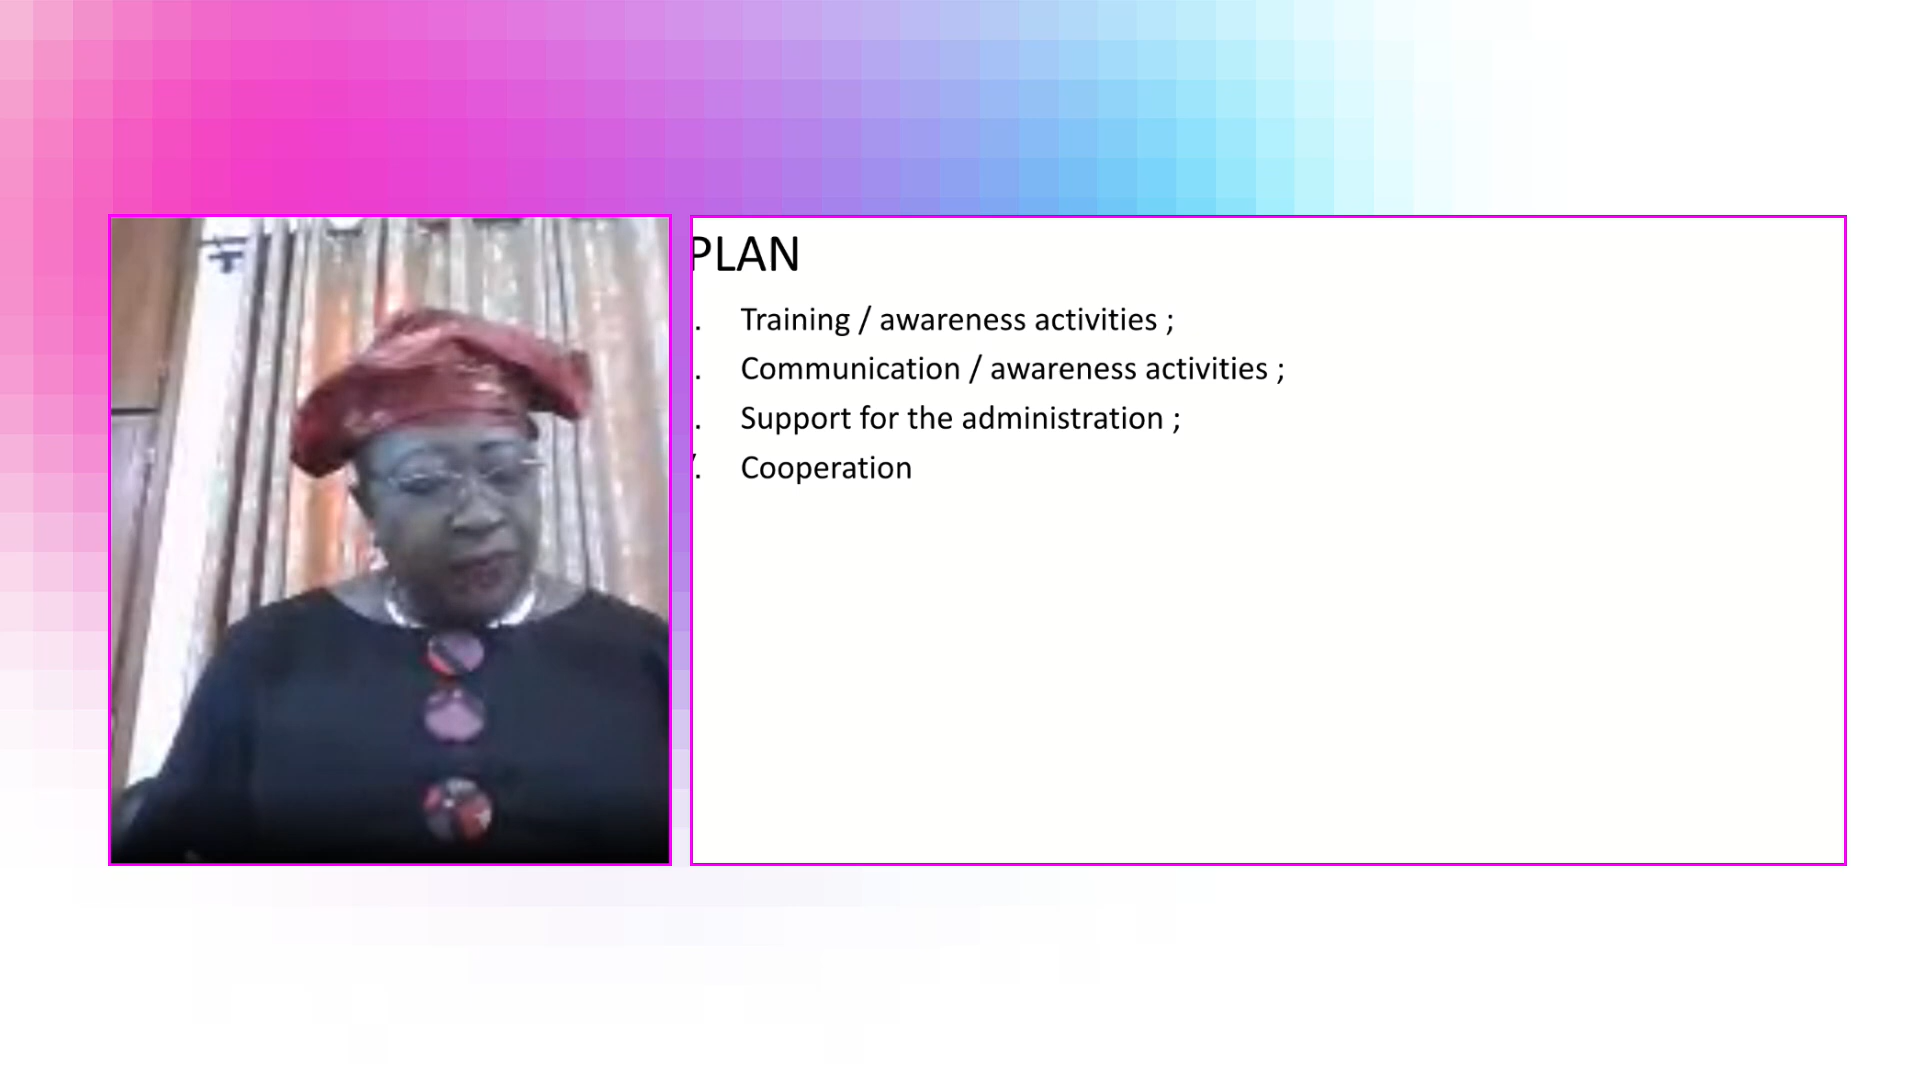 PLAN
. Training / awareness activities ;
. Communication / awareness activities ;
. Support for the administration ;
. Cooperation